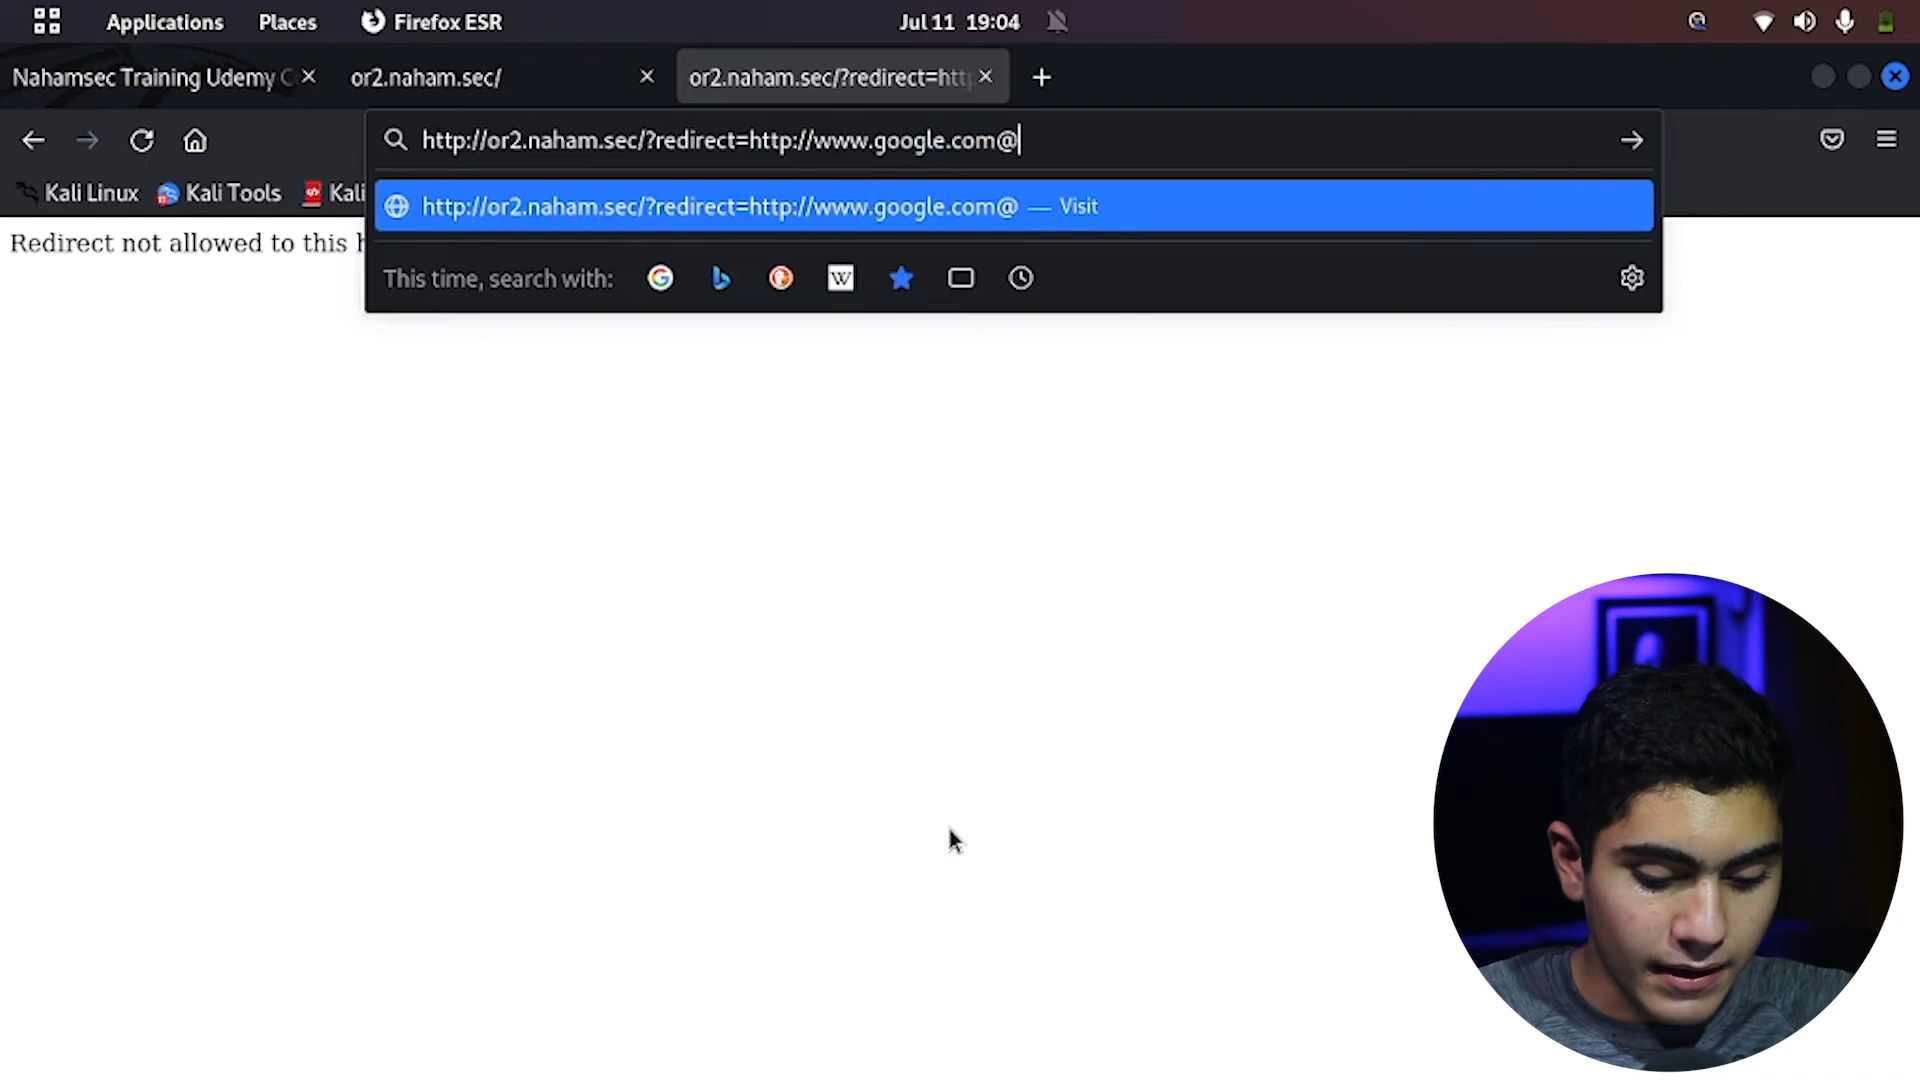 Applications Places Firefox ESR Jul 11 19:04
Nahamsec Training Udemy C or2.naham.sec/ or2.naham.sec/?redirect=http
http://or2.naham.sec/?redirect=http://www.google.com@
Kali Linux Kali Tools Kali
http://or2.naham.sec/?redirect=http://www.google.com@ — Visit
Redirect not allowed to this h
This time, search with: W